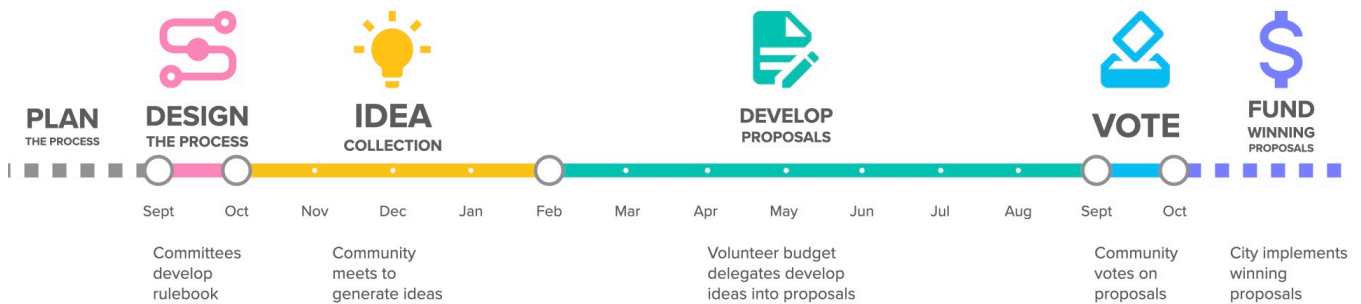 PLAN
THE PROCESS
DESIGN
THE PROCESS
IDEA
COLLECTION
DEVELOP
PROPOSALS
VOTE
FUND
WINNING
PROPOSALS
Sept Oct Nov Dec Jan Feb Mar Apr May Jun Jul Aug Sept Oct
Committees
develop
rulebook
Community
meets to
generate ideas
Volunteer budget
delegates develop
ideas into proposals
Community
votes on
proposals
City implements
winning
proposals